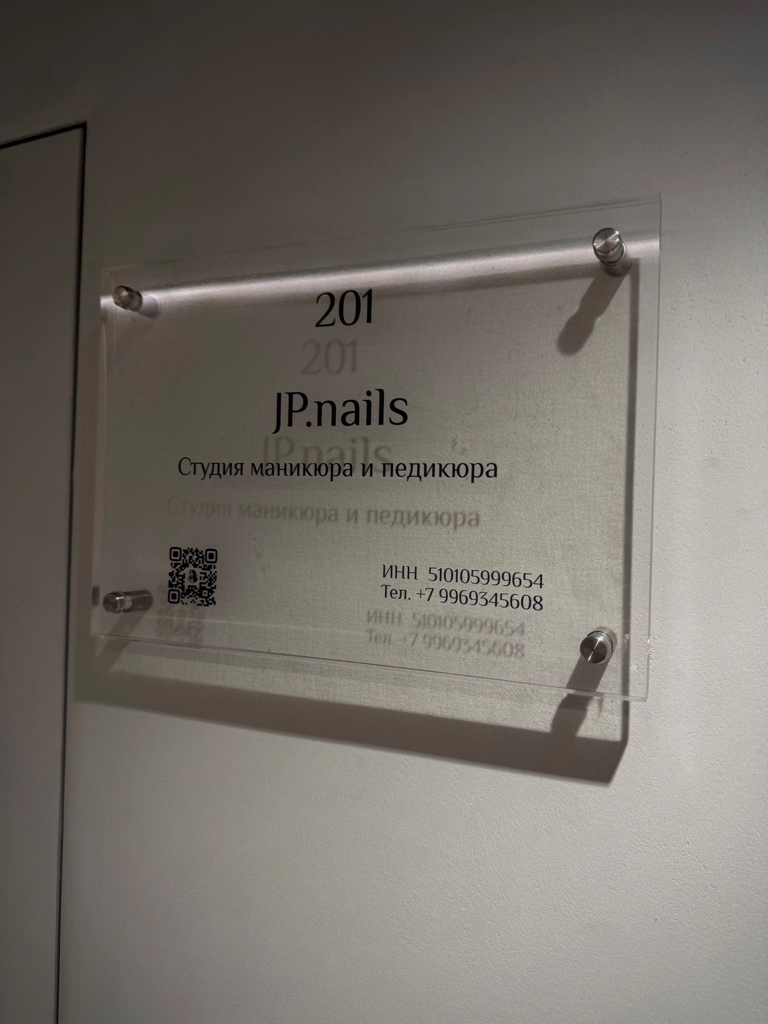 201
JP.nails
Студия маникюра и педикюра
ИНН 510105999654
Тел. +7 9969345608